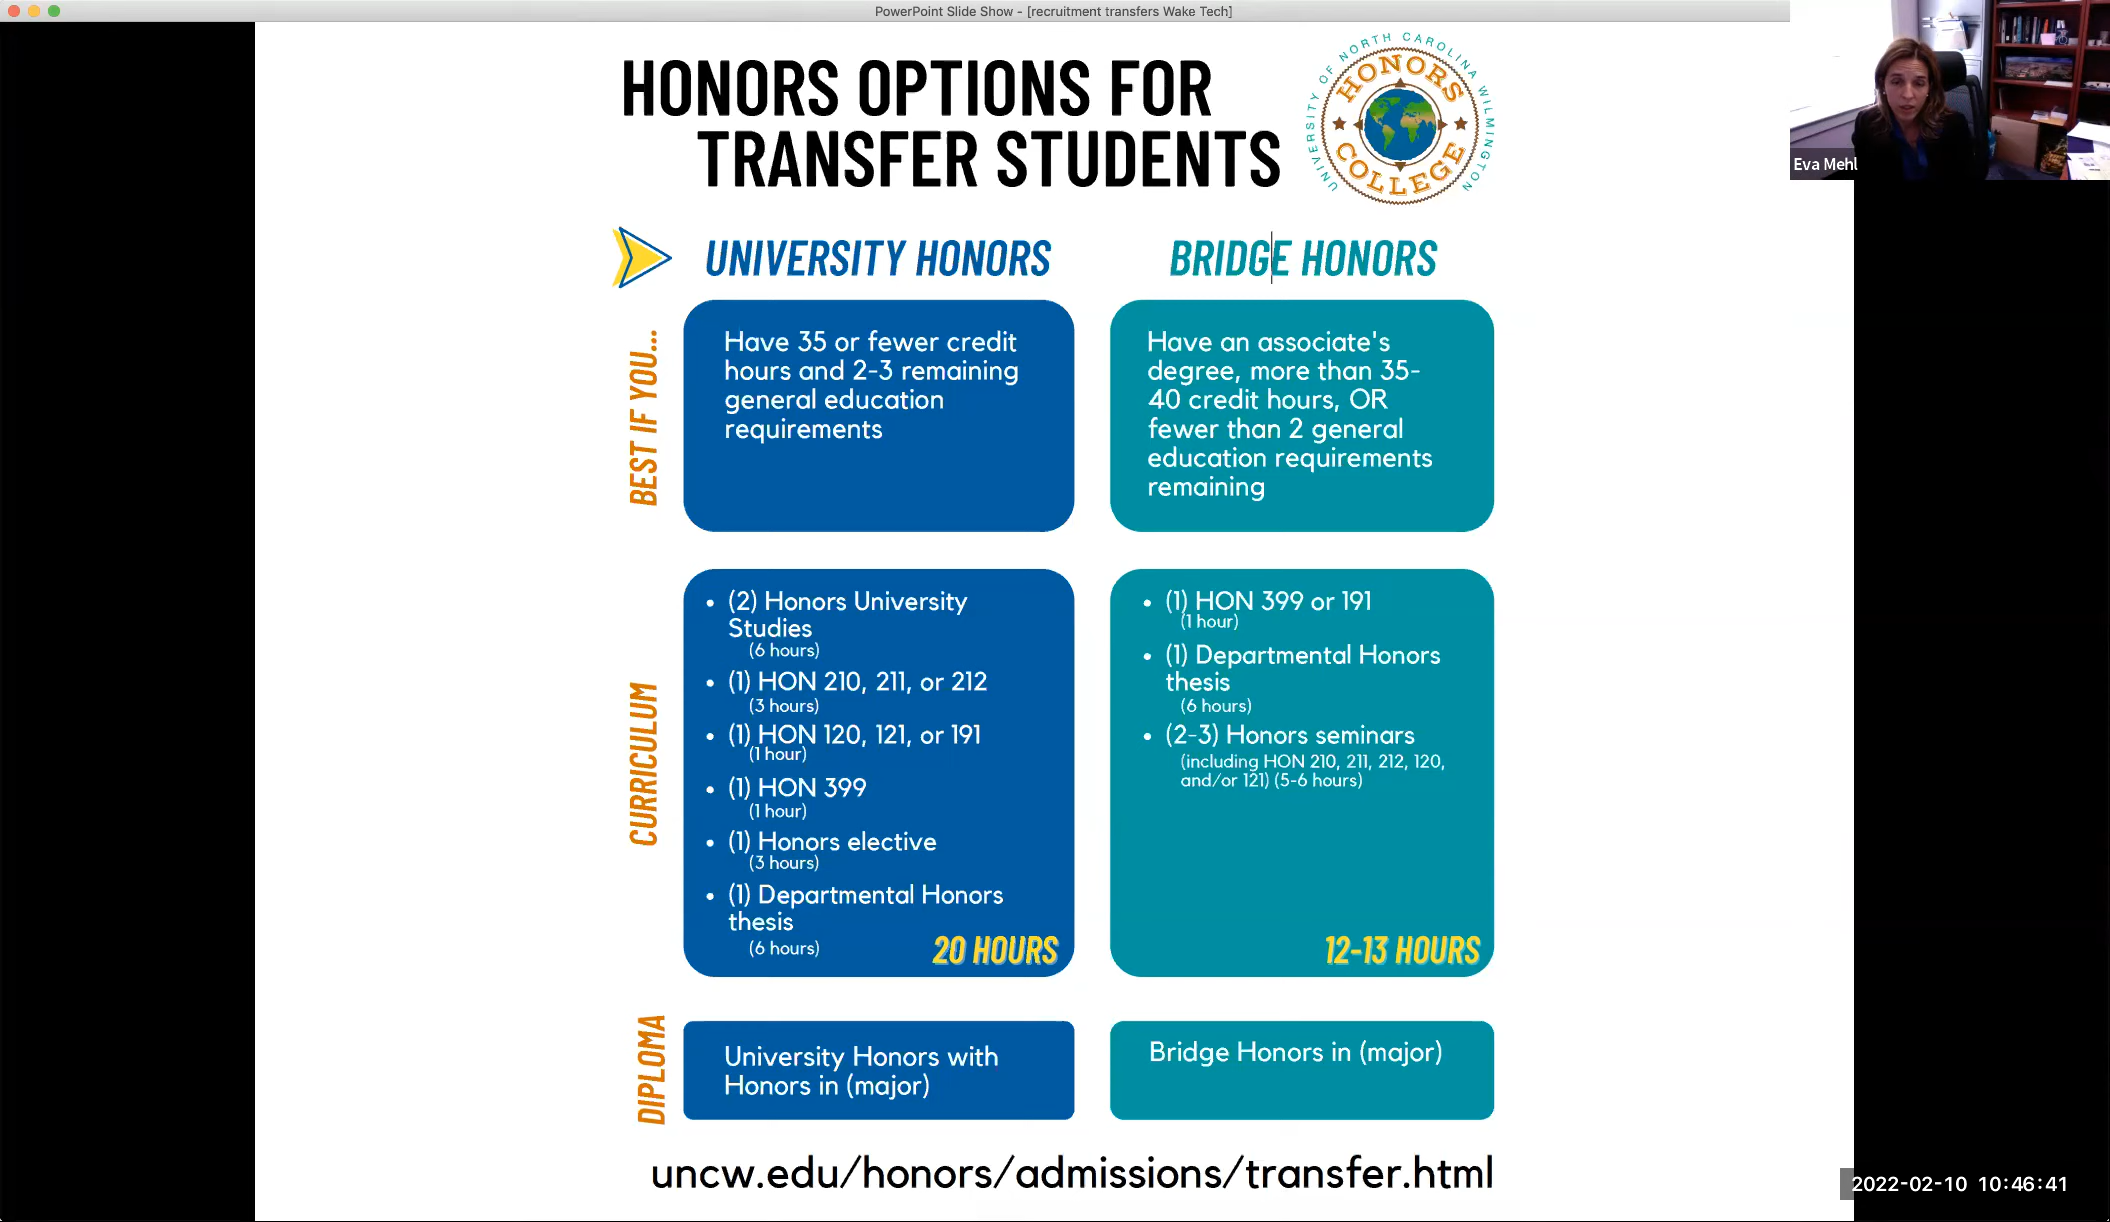 PowerPoint Slide Show - [recruitment transfers Wake Tech]
HONORS OPTIONS FOR
TRANSFER STUDENTS
UNIVERSITY OF NORTH CAROLINA WILMINGTON
HONORS
COLLEGE
Eva Mehl
UNIVERSITY HONORS
BRIDGE HONORS
BEST IF YOU...
Have 35 or fewer credit
hours and 2-3 remaining
general education
requirements
Have an associate's
degree, more than 35-
40 credit hours, OR
fewer than 2 general
education requirements
remaining
CURRICULUM
• (2) Honors University
Studies
(6 hours)
• (1) HON 210, 211, or 212
(3 hours)
• (1) HON 120, 121, or 191
(1 hour)
• (1) HON 399
(1 hour)
• (1) Honors elective
(3 hours)
• (1) Departmental Honors
thesis
(6 hours)
20 HOURS
• (1) HON 399 or 191
(1 hour)
• (1) Departmental Honors
thesis
(6 hours)
• (2-3) Honors seminars
(including HON 210, 211, 212, 120,
and/or 121) (5-6 hours)
12-13 HOURS
DIPLOMA
University Honors with
Honors in (major)
Bridge Honors in (major)
uncw.edu/honors/admissions/transfer.html
2022-02-10 10:46:41